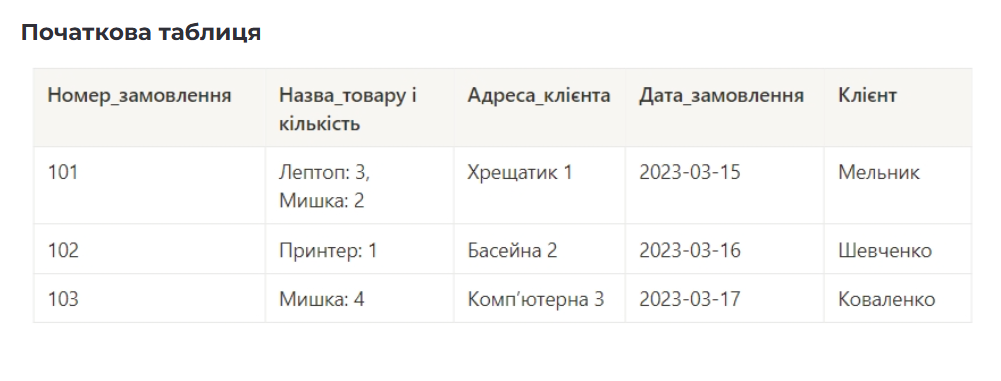 Початкова таблиця
Номер_замовлення
Назва_товару і
кількість
Адреса_клієнта
Дата_замовлення
Клієнт
101
Лептоп: 3,
Мишка: 2
Хрещатик 1
2023-03-15
Мельник
102
Принтер: 1
Басейна 2
2023-03-16
Шевченко
103
Мишка: 4
Комп’ютерна 3
2023-03-17
Коваленко